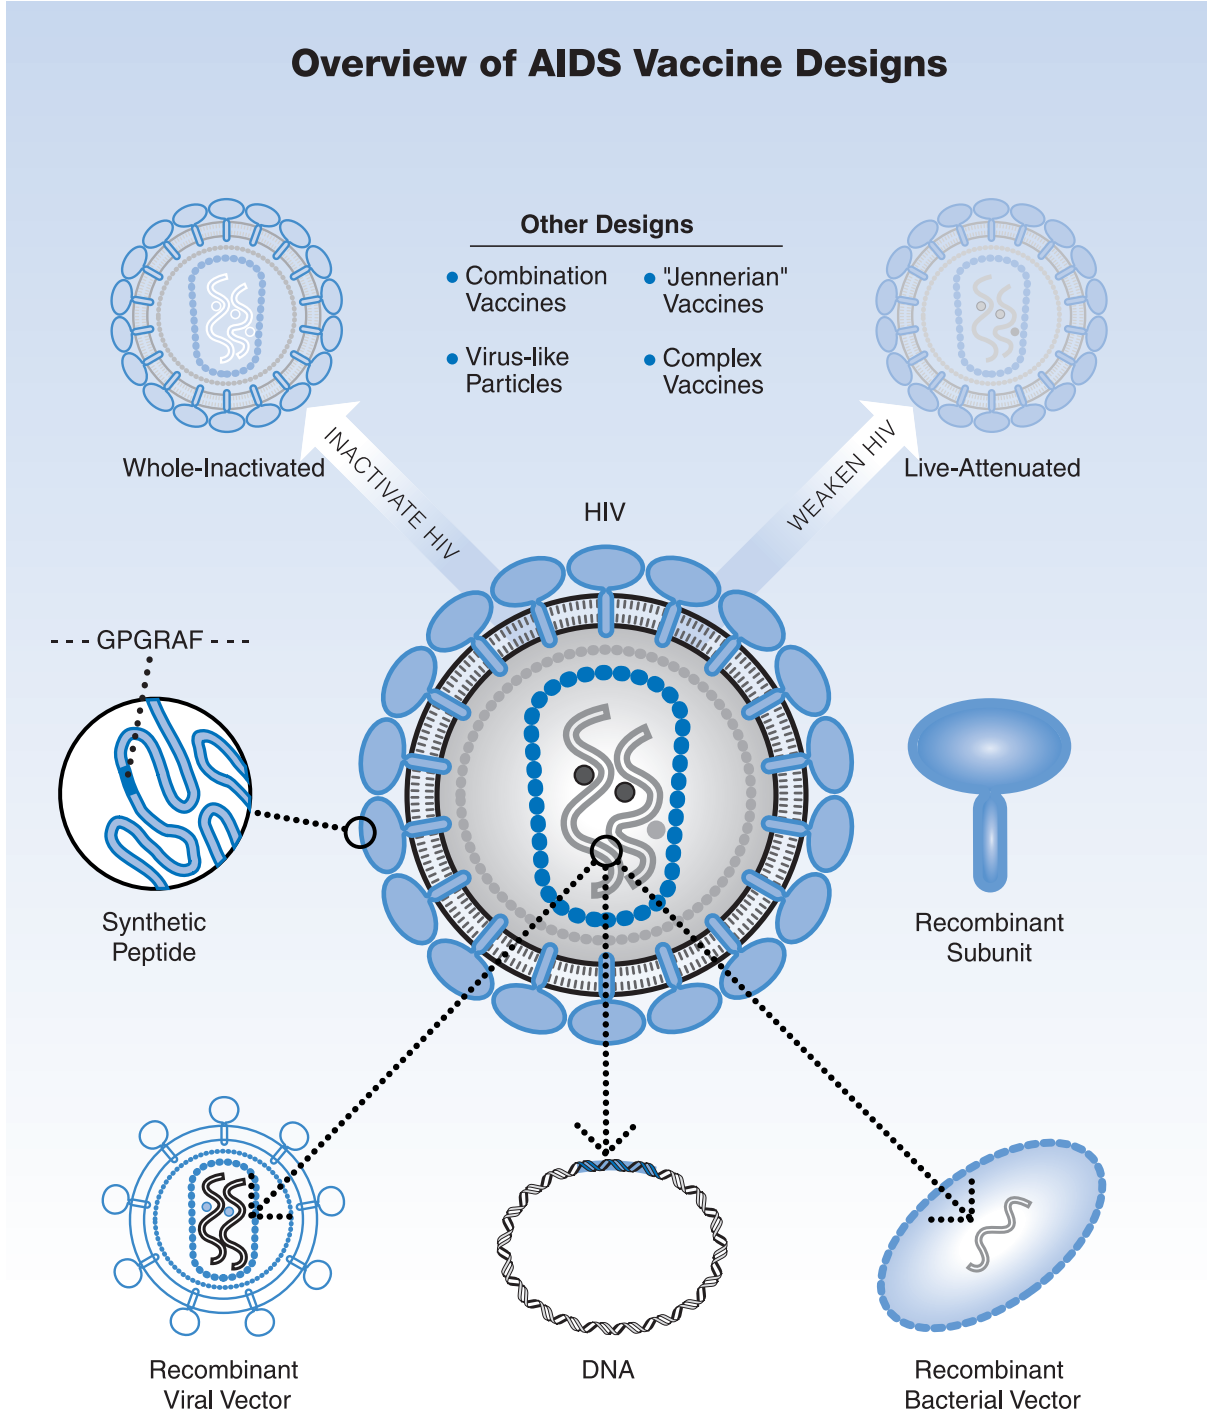 Overview of AIDS Vaccine Designs
Other Designs
• Combination
Vaccines
• "Jennerian"
Vaccines
• Virus-like
Particles
• Complex
Vaccines
Whole-Inactivated
INACTIVATE HIV
HIV
WEAKEN HIV
Live-Attenuated
--- GPGRAF ---
Synthetic
Peptide
Recombinant
Subunit
Recombinant
Viral Vector
DNA
Recombinant
Bacterial Vector